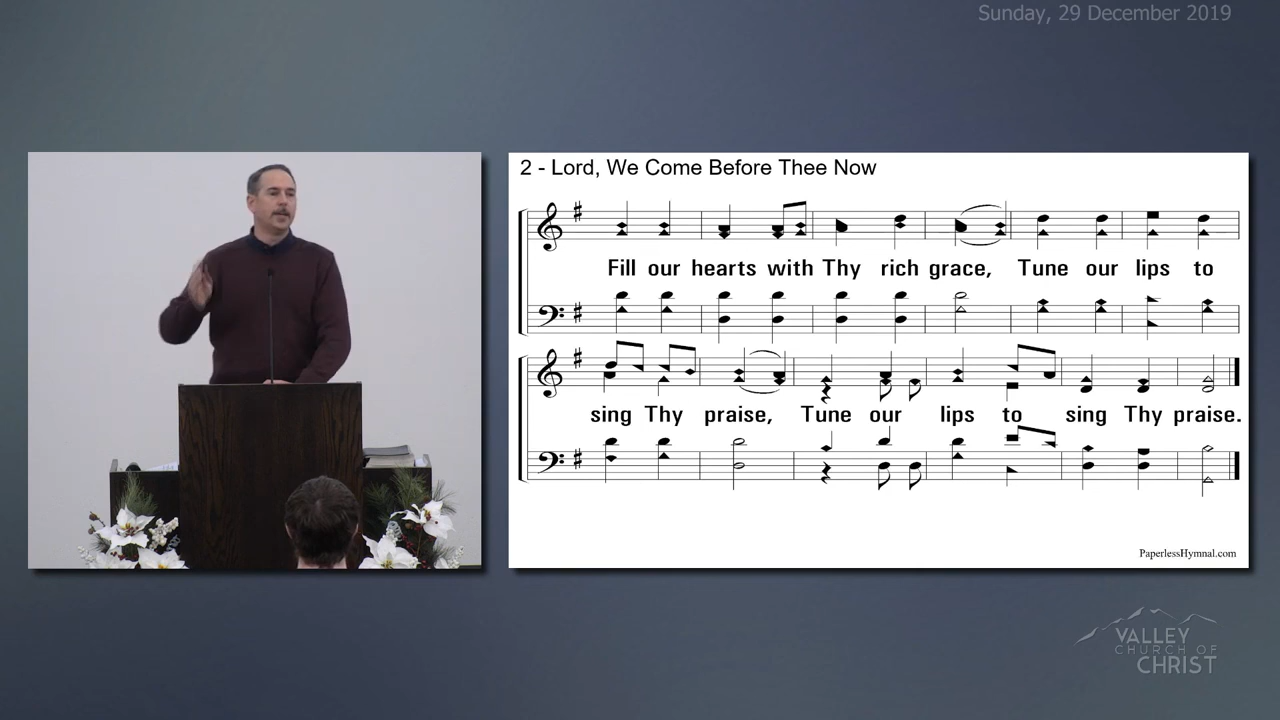 Sunday, 29 December 2019
2 - Lord, We Come Before Thee Now
Fill our hearts with Thy rich grace, Tune our lips to
sing Thy praise, Tune our lips to sing Thy praise.
PaperlessHymnal.com
VALLEY
CHURCH OF
CHRIST